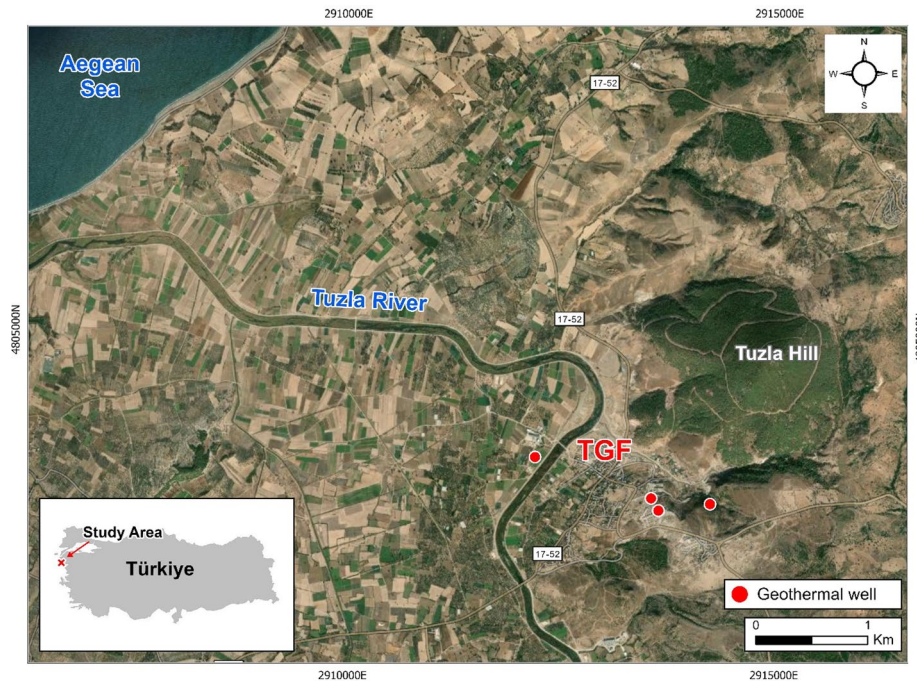 2910000E
2915000E
Aegean
Sea
N
W
E
S
17-52
4805000N
Tuzla River
17-52
Tuzla Hill
TGF
Study Area
Türkiye
17-52
Geothermal well
0
1
Km
2910000E
2915000E